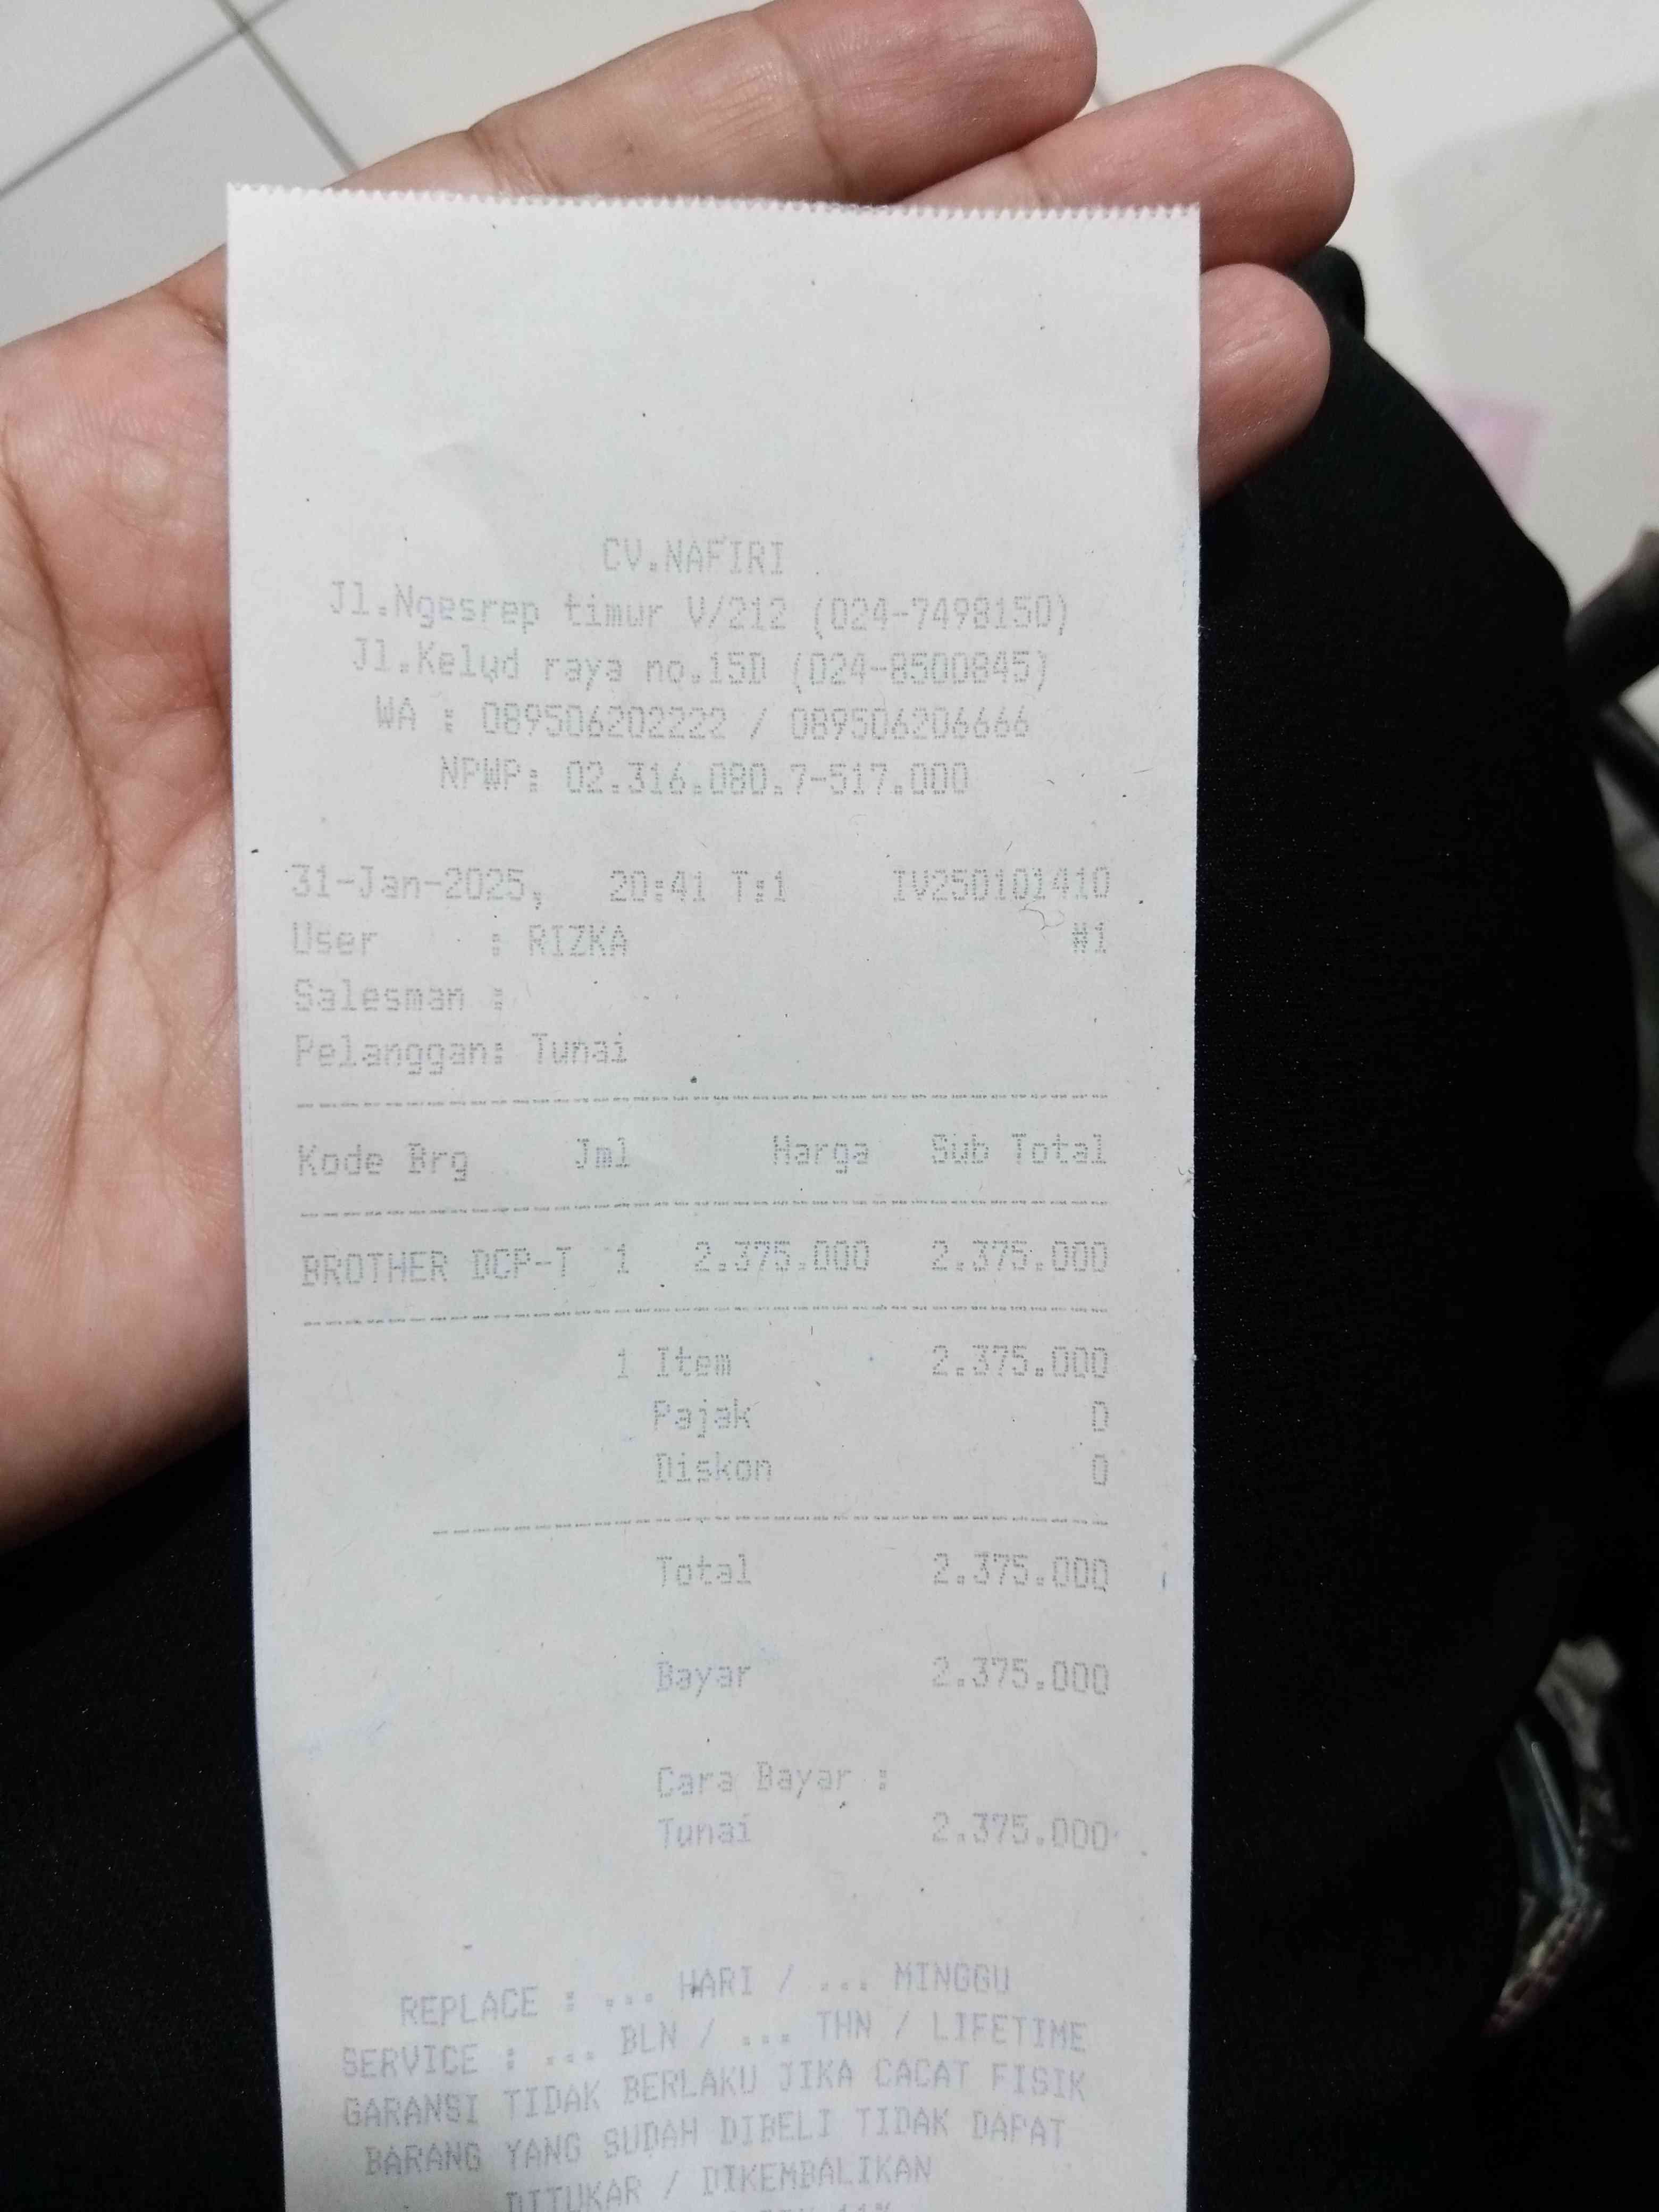 CV.NAFIRI
Jl.Ngesrep timur V/212 (024-7498150)
Jl.Kelud raya no.15D (024-8500845)
WA : 089506202222 / 089506206666
NPWP: 02.316.080.7-517.000
31-Jan-2025, 20:41 T:1 IV250101410
User : RIZKA #1
Salesman :
Pelanggan: Tunai
Kode Brg Jml Harga Sub Total
BROTHER DCP-T 1 2.375.000 2.375.000
1 Item 2.375.000
Pajak 0
Diskon 0
Total 2.375.000
Bayar 2.375.000
Cara Bayar :
Tunai 2.375.000
REPLACE : ... HARI / ... MINGGU
SERVICE : ... BLN / ... THN / LIFETIME
GARANSI TIDAK BERLAKU JIKA CACAT FISIK
BARANG YANG SUDAH DIBELI TIDAK DAPAT
DITUKAR / DIKEMBALIKAN
11%